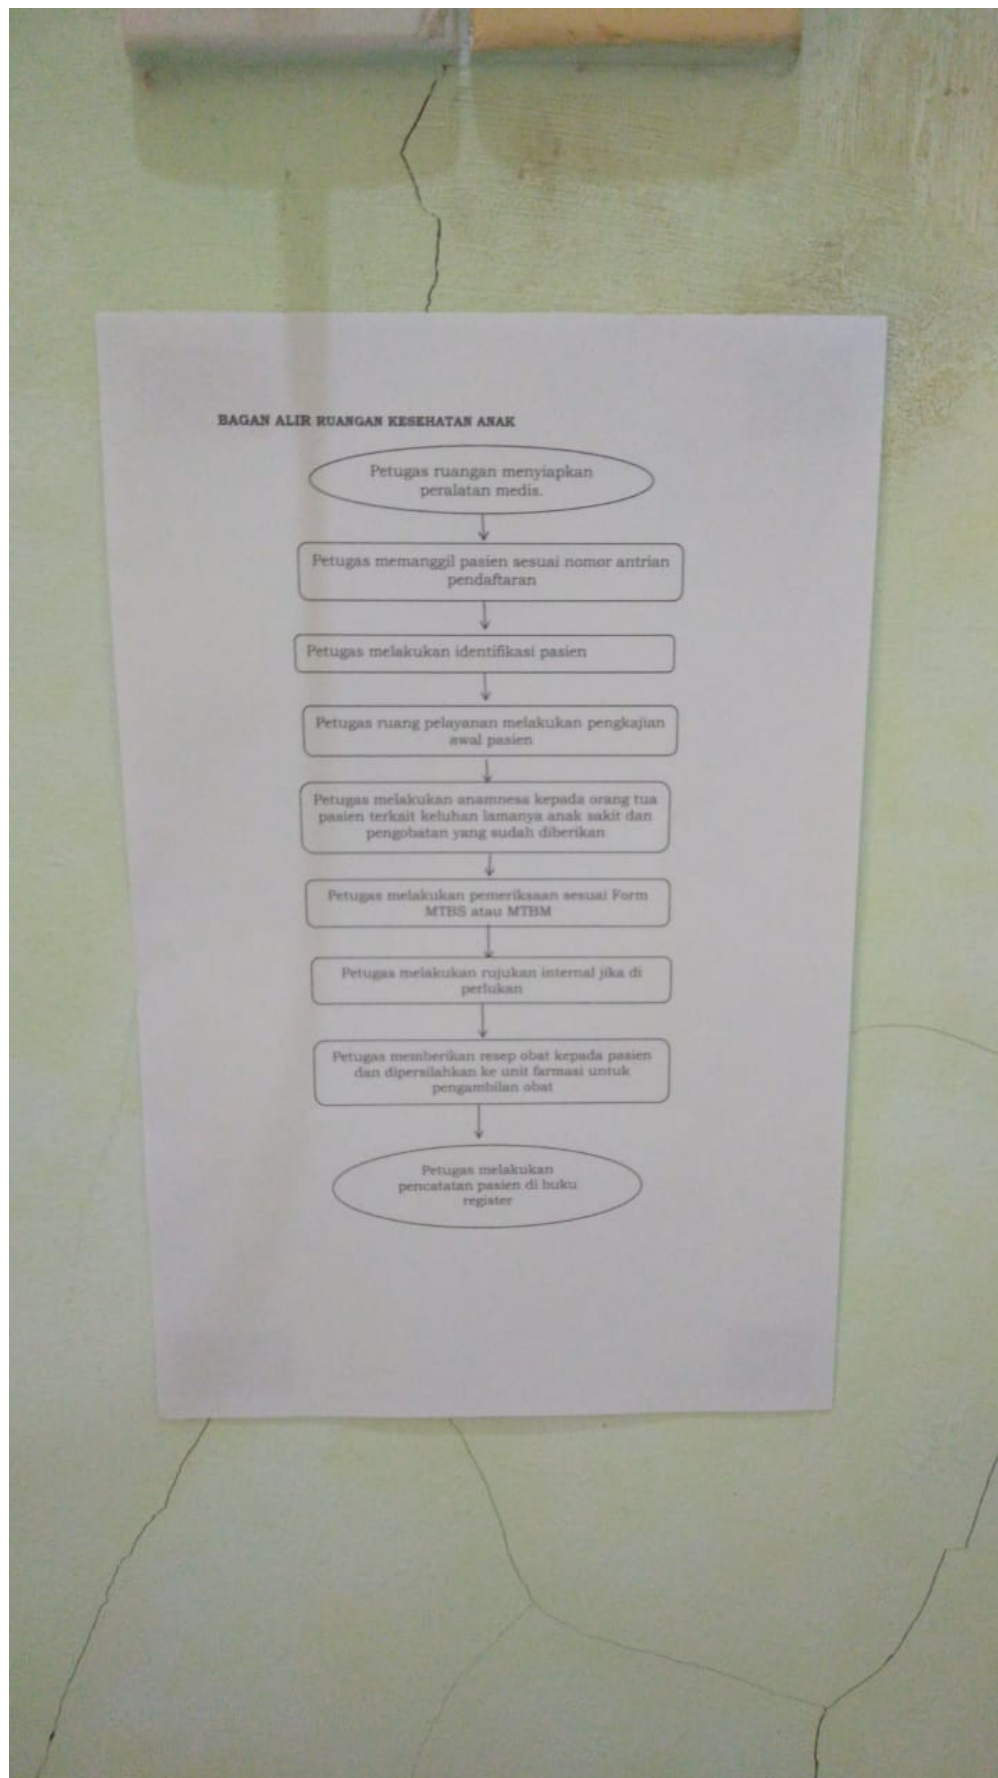 BAGAN ALIR RUANGAN KESEHATAN ANAK
Petugas ruangan menyiapkan
peralatan medis.
Petugas memanggil pasien sesuai nomor antrian
pendaftaran
Petugas melakukan identifikasi pasien
Petugas ruang pelayanan melakukan pengkajian
awal pasien
Petugas melakukan anamnesa kepada orang tua
pasien terkait keluhan lamanya anak sakit dan
pengobatan yang sudah diberikan
Petugas melakukan pemeriksaan sesuai Form
MTBS atau MTBM
Petugas melakukan rujukan internal jika di
perlukan
Petugas memberikan resep obat kepada pasien
dan dipersilahkan ke unit farmasi untuk
pengambilan obat
Petugas melakukan
pencatatan pasien di buku
register